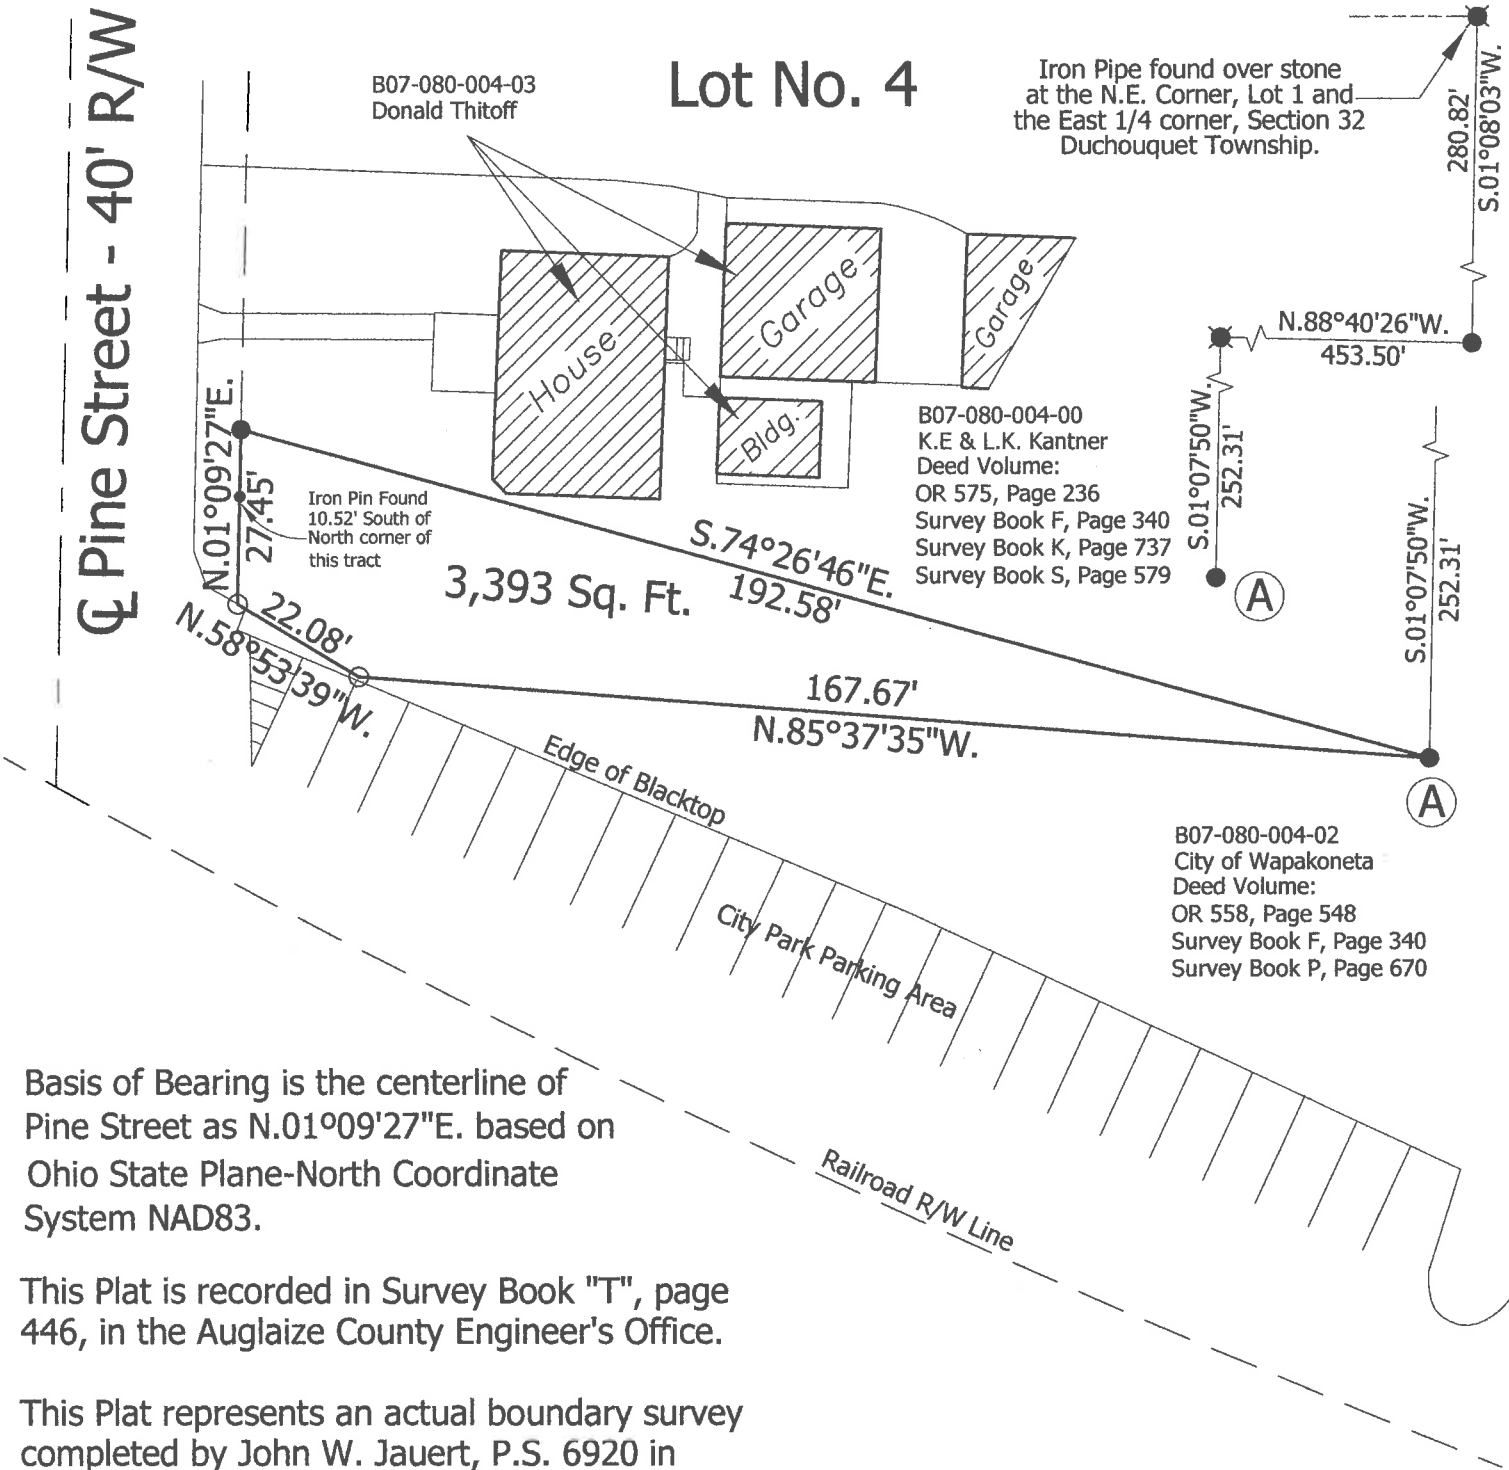 ℄ Pine Street - 40' R/W
B07-080-004-03
Donald Thitoff
Lot No. 4
Iron Pipe found over stone
at the N.E. Corner, Lot 1 and
the East 1/4 corner, Section 32
Duchouquet Township.
280.82'
S.01°08'03"W.
House
Garage
Garage
Bldg.
N.88°40'26"W.
453.50'
S.01°07'50"W.
252.31'
A
B07-080-004-00
K.E & L.K. Kantner
Deed Volume:
OR 575, Page 236
Survey Book F, Page 340
Survey Book K, Page 737
Survey Book S, Page 579
S.01°07'50"W.
252.31'
A
N.01°09'27"E.
27.45'
Iron Pin Found
10.52' South of
North corner of
this tract
S.74°26'46"E.
192.58'
3,393 Sq. Ft.
22.08'
N.58°53'39"W.
167.67'
N.85°37'35"W.
Edge of Blacktop
City Park Parking Area
B07-080-004-02
City of Wapakoneta
Deed Volume:
OR 558, Page 548
Survey Book F, Page 340
Survey Book P, Page 670
Railroad R/W Line
Basis of Bearing is the centerline of
Pine Street as N.01º09'27"E. based on
Ohio State Plane-North Coordinate
System NAD83.
This Plat is recorded in Survey Book "T", page
446, in the Auglaize County Engineer's Office.
This Plat represents an actual boundary survey
completed by John W. Jauert, P.S. 6920 in